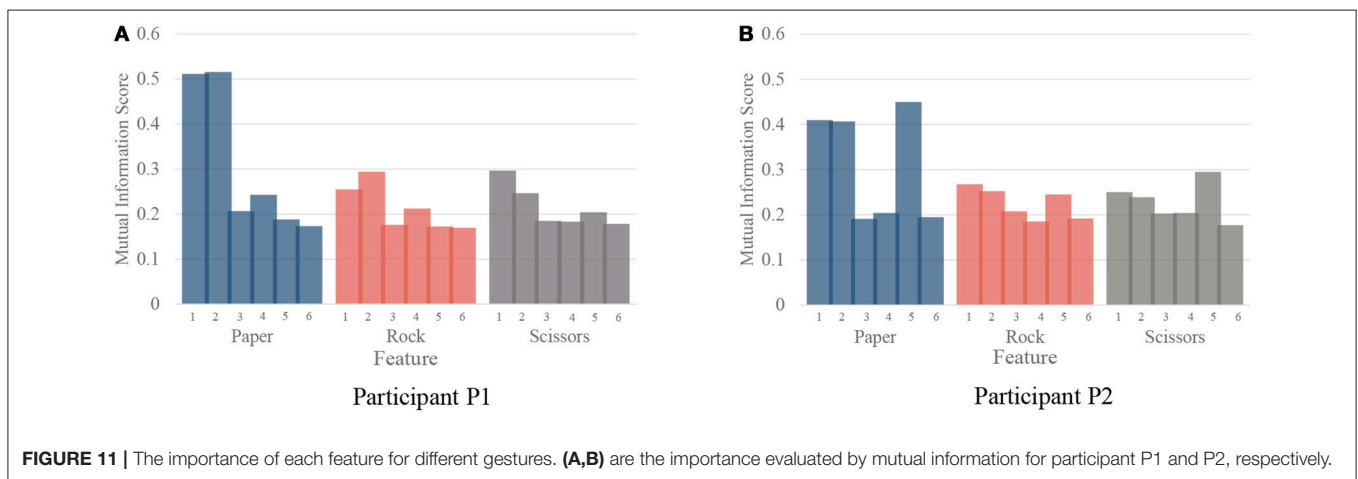 A
0.6
0.5
0.4
0.3
0.2
0.1
0
Mutual Information Score
1 2 3 4 5 6 1 2 3 4 5 6 1 2 3 4 5 6
Paper Rock Scissors
Feature
Participant P1
B
0.6
0.5
0.4
0.3
0.2
0.1
0
Mutual Information Score
1 2 3 4 5 6 1 2 3 4 5 6 1 2 3 4 5 6
Paper Rock Scissors
Feature
Participant P2
FIGURE 11 | The importance of each feature for different gestures. (A,B) are the importance evaluated by mutual information for participant P1 and P2, respectively.